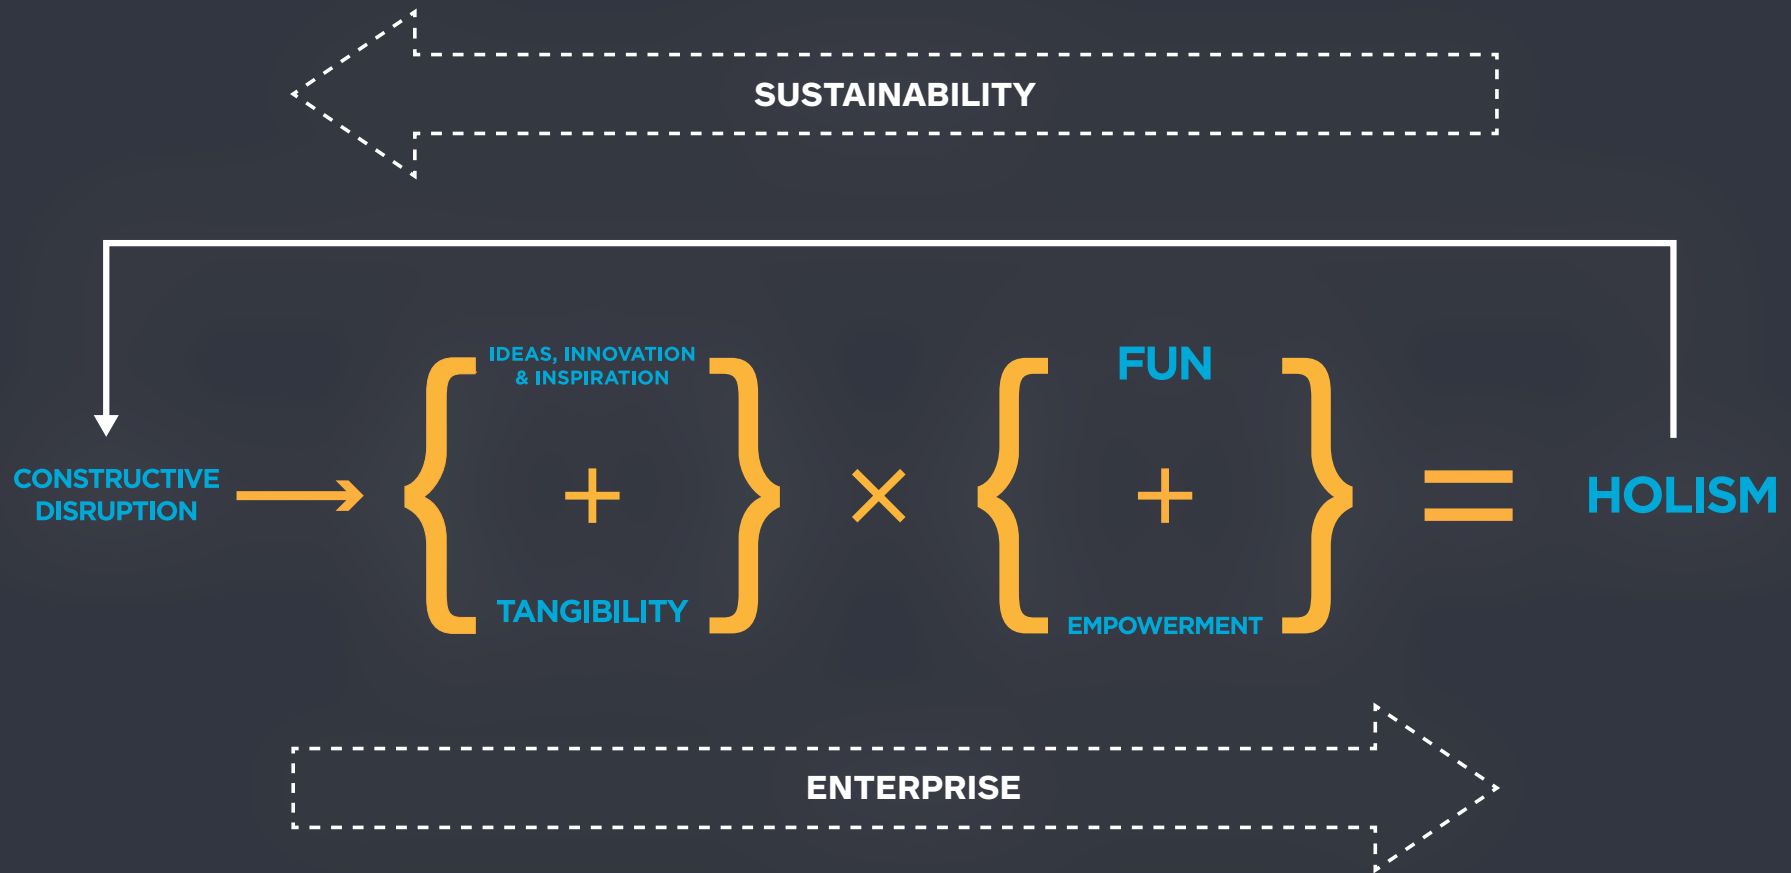 SUSTAINABILITY
IDEAS, INNOVATION
& INSPIRATION
FUN
CONSTRUCTIVE
DISRUPTION
+
×
+
=
HOLISM
TANGIBILITY
EMPOWERMENT
ENTERPRISE